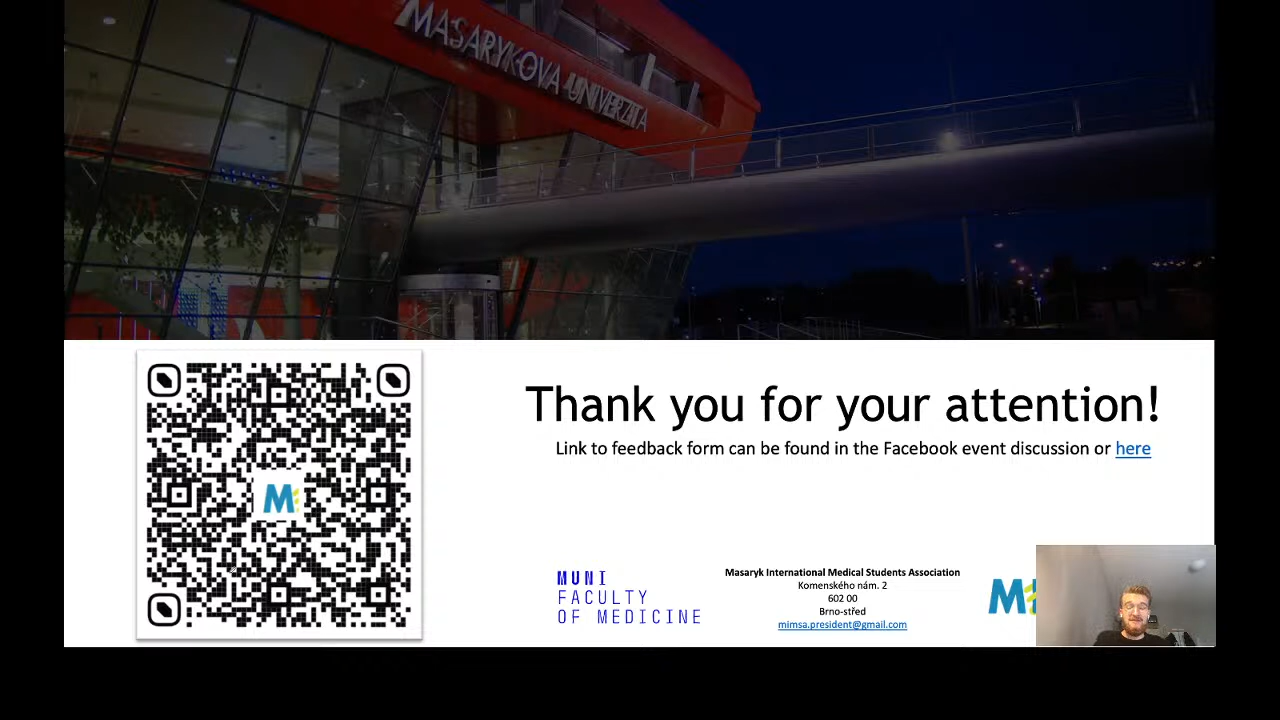 MASARYKOVA UNIVERZITA
Thank you for your attention!
Link to feedback form can be found in the Facebook event discussion or here
MUNI
FACULTY
OF MEDICINE
Masaryk International Medical Students Association
Komenského nám. 2
602 00
Brno-střed
mimsa.president@gmail.com
M
M